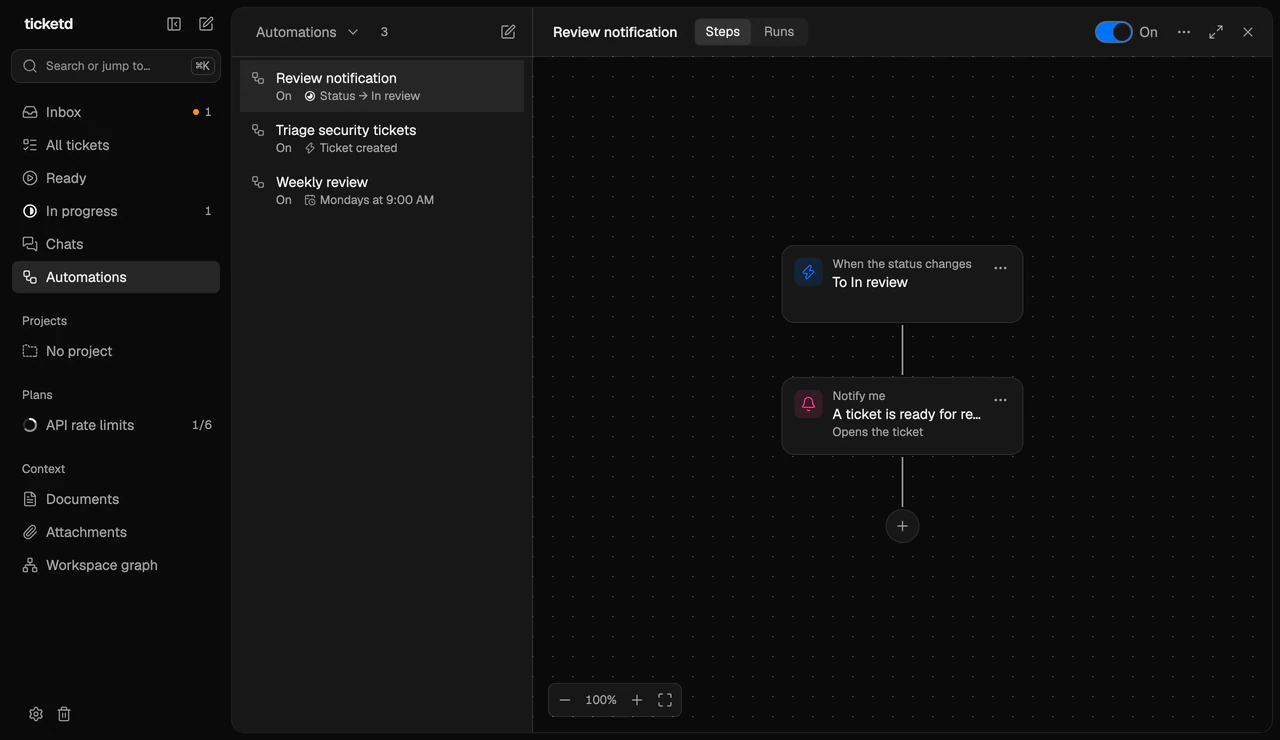 ticketd
Search or jump to...
⌘K
Inbox
1
All tickets
Ready
In progress
1
Chats
Automations
Projects
No project
Plans
API rate limits
1/6
Context
Documents
Attachments
Workspace graph
Automations
3
Review notification
On
Status → In review
Triage security tickets
On
Ticket created
Weekly review
On
Mondays at 9:00 AM
Review notification
Steps
Runs
On
When the status changes
To In review
Notify me
A ticket is ready for re...
Opens the ticket
100%